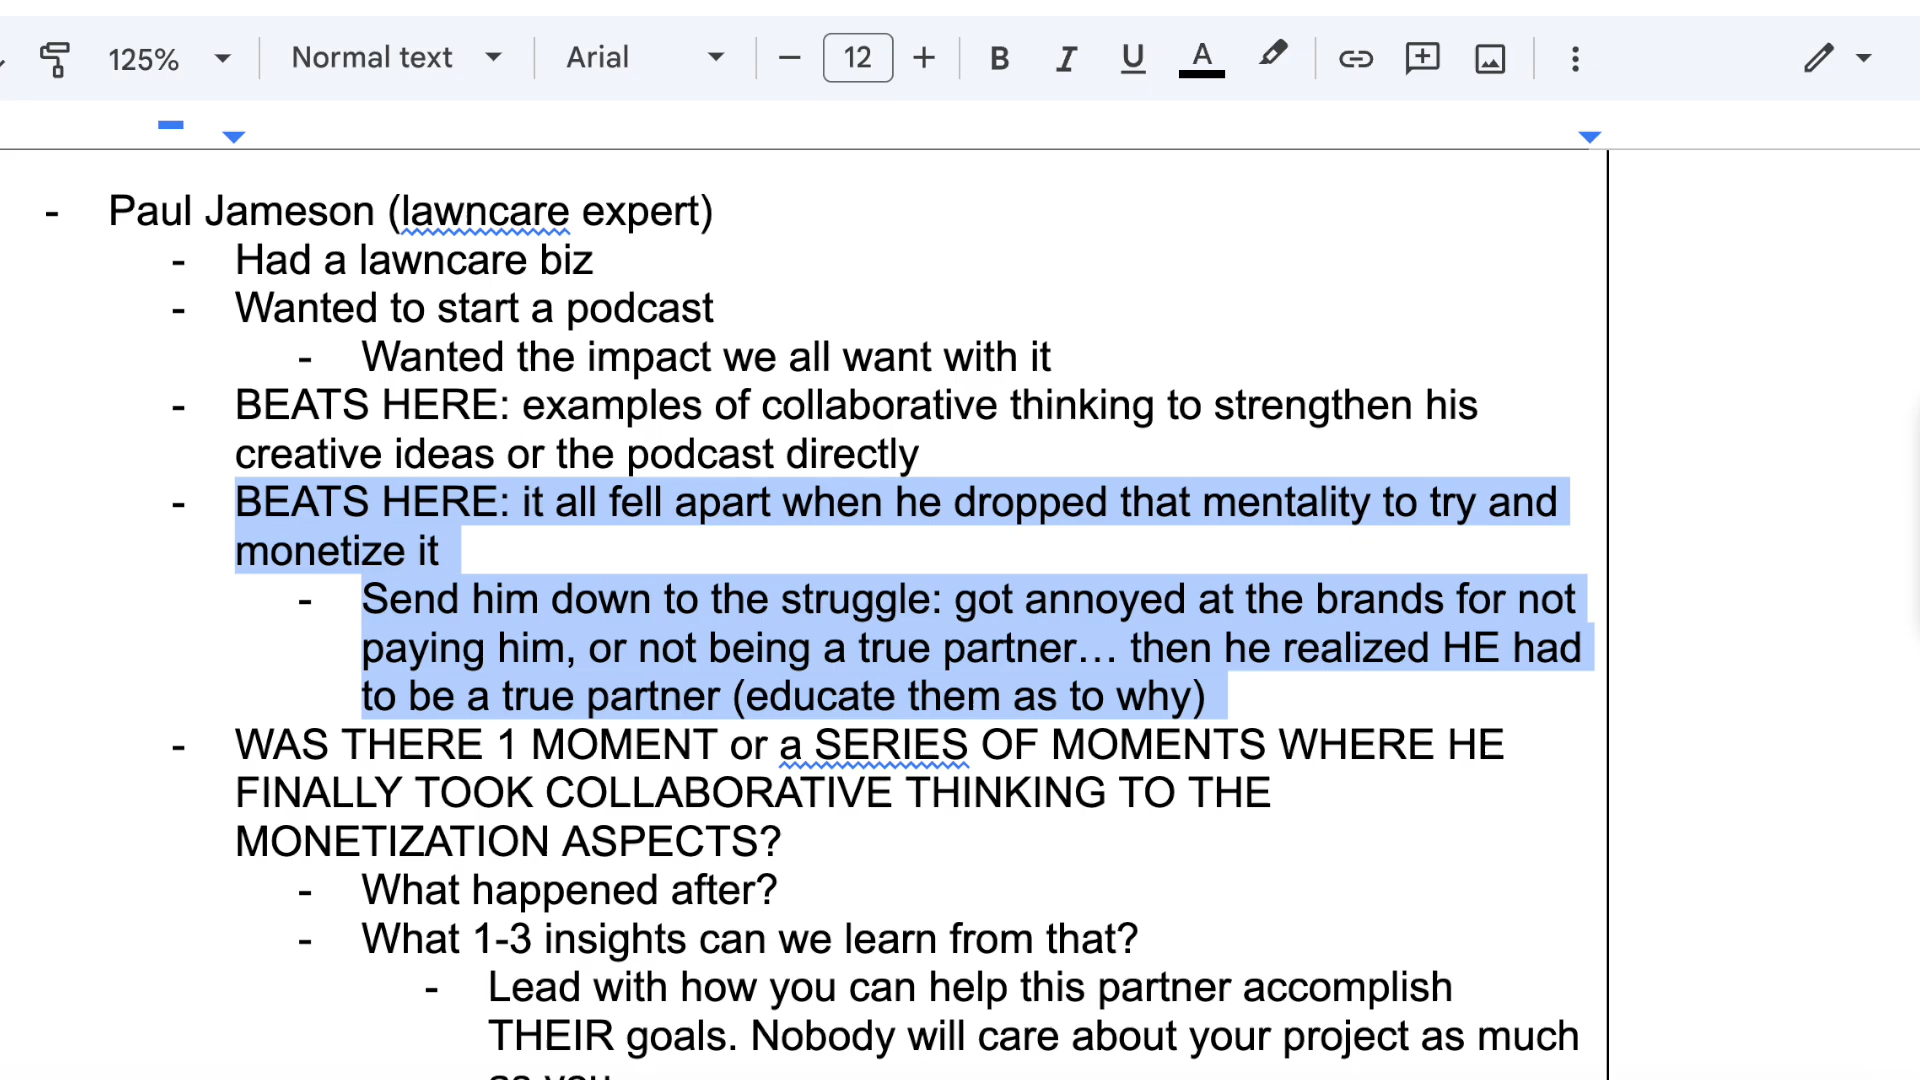 125% Normal text Arial 12 B I U A
- Paul Jameson (lawncare expert)
- Had a lawncare biz
- Wanted to start a podcast
- Wanted the impact we all want with it
- BEATS HERE: examples of collaborative thinking to strengthen his
creative ideas or the podcast directly
- BEATS HERE: it all fell apart when he dropped that mentality to try and
monetize it
- Send him down to the struggle: got annoyed at the brands for not
paying him, or not being a true partner… then he realized HE had
to be a true partner (educate them as to why)
- WAS THERE 1 MOMENT or a SERIES OF MOMENTS WHERE HE
FINALLY TOOK COLLABORATIVE THINKING TO THE
MONETIZATION ASPECTS?
- What happened after?
- What 1-3 insights can we learn from that?
- Lead with how you can help this partner accomplish
THEIR goals. Nobody will care about your project as much